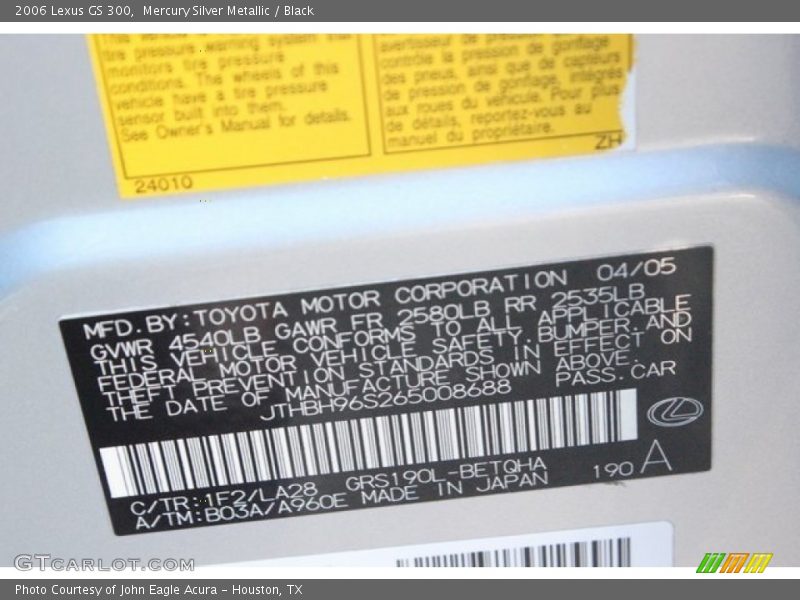 2006 Lexus GS 300, Mercury Silver Metallic / Black
tire pressure warning system
monitors tire pressure
conditions. The wheels of this
vehicle have a tire pressure
sensor built into them.
See Owner's Manual for details.
24010
avertisseur de pression
contrôle la pression de gonflage
des pneus, ainsi que de capteurs
de pression de gonflage, intégrés
aux roues du véhicule. Pour plus
de détails, reportez-vous au
manuel du propriétaire.
ZH
MFD. BY: TOYOTA MOTOR CORPORATION 04/05
GVWR 4540LB GAWR FR 2580LB RR 2535LB
THIS VEHICLE CONFORMS TO ALL APPLICABLE
FEDERAL MOTOR VEHICLE SAFETY, BUMPER, AND
THEFT PREVENTION STANDARDS IN EFFECT ON
THE DATE OF MANUFACTURE SHOWN ABOVE.
JTHBH96S265008688 PASS. CAR
C/TR: 1F2/LA28 GRS190L-BETQHA
A/TM: B03A/A960E MADE IN JAPAN 190 A
GTCARLOT.COM
Photo Courtesy of John Eagle Acura - Houston, TX